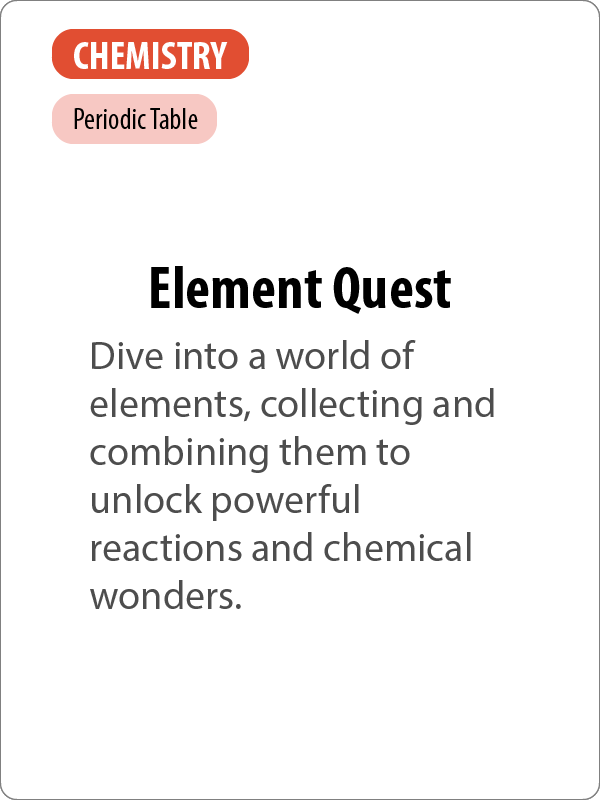 CHEMISTRY
Periodic Table
Element Quest
Dive into a world of
elements, collecting and
combining them to
unlock powerful
reactions and chemical
wonders.